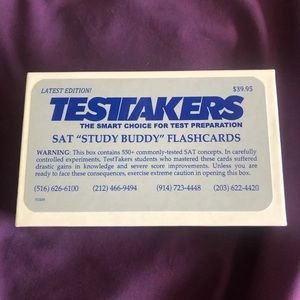 LATEST EDITION! $39.95
TESTTAKERS
THE SMART CHOICE FOR TEST PREPARATION
SAT "STUDY BUDDY" FLASHCARDS
WARNING: This box contains 550+ commonly-tested SAT concepts. In carefully
controlled experiments, TestTakers students who mastered these cards suffered
drastic gains in knowledge and severe score improvements. Unless you are
ready to face these consequences, exercise extreme caution in opening this box.
(516) 626-6100 (212) 466-9494 (914) 723-4448 (203) 622-4420